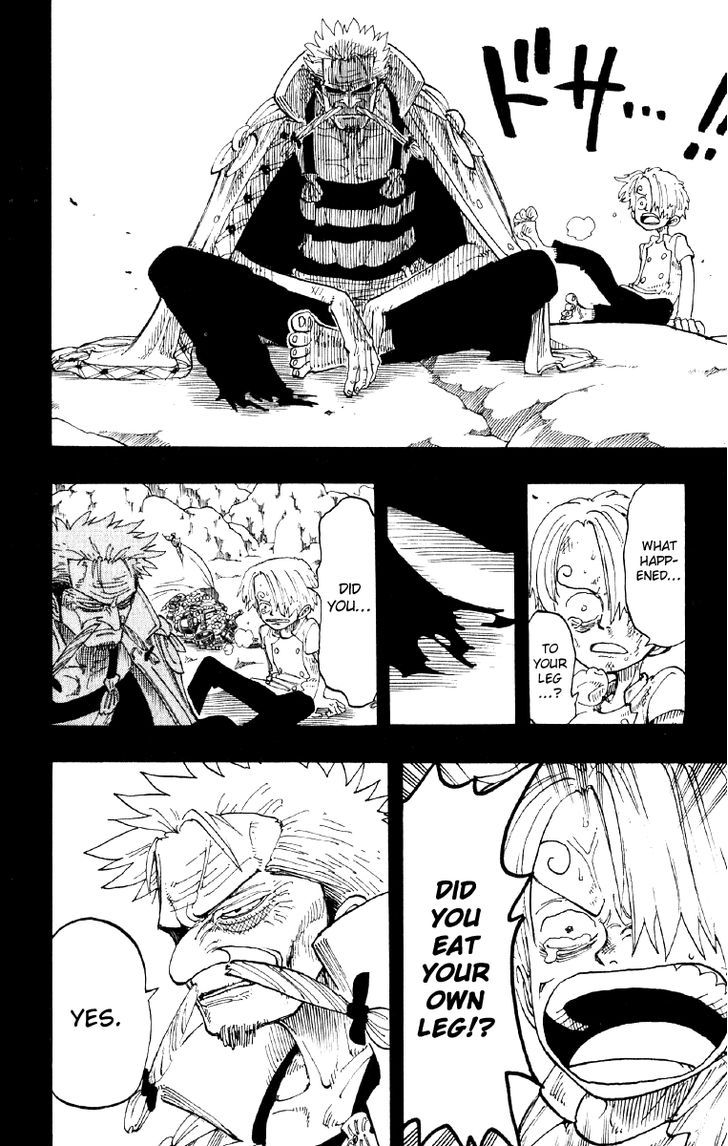 ドサ…!!
WHAT
HAPP-
ENED...
TO
YOUR
LEG
...?
DID
YOU...
DID
YOU
EAT
YOUR
OWN
LEG!?
YES.